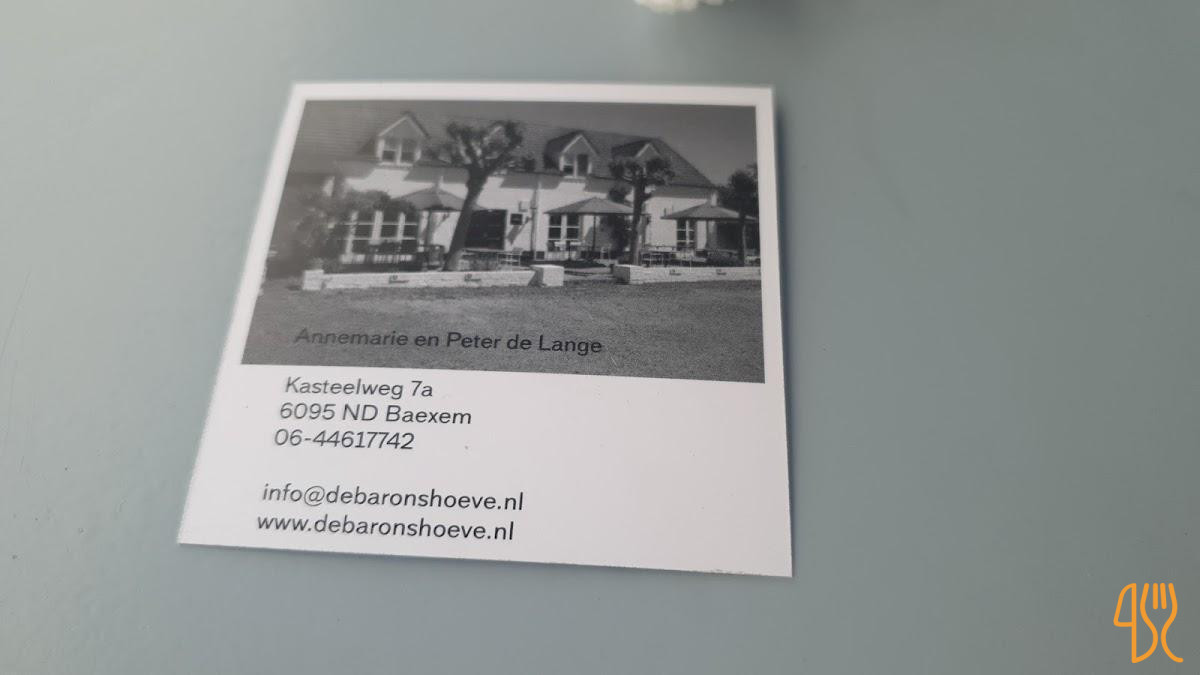 Annemarie en Peter de Lange
Kasteelweg 7a
6095 ND Baexem
06-44617742
info@debaronshoeve.nl
www.debaronshoeve.nl